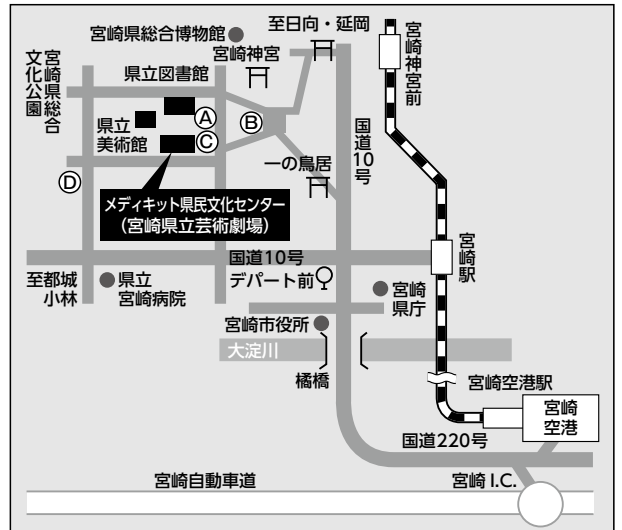 至日向・延岡
宮崎県総合博物館
宮崎神宮
宮崎神宮前
宮崎県総合
文化公園
県立図書館
県立
美術館
Ⓐ
Ⓑ
Ⓒ
Ⓓ
国道10号
一の鳥居
メディキット県民文化センター
(宮崎県立芸術劇場)
国道10号
宮崎駅
デパート前
至都城
小林
県立
宮崎病院
宮崎
県庁
宮崎市役所
大淀川
橘橋
宮崎空港駅
宮崎
空港
国道220号
宮崎自動車道
宮崎 I.C.